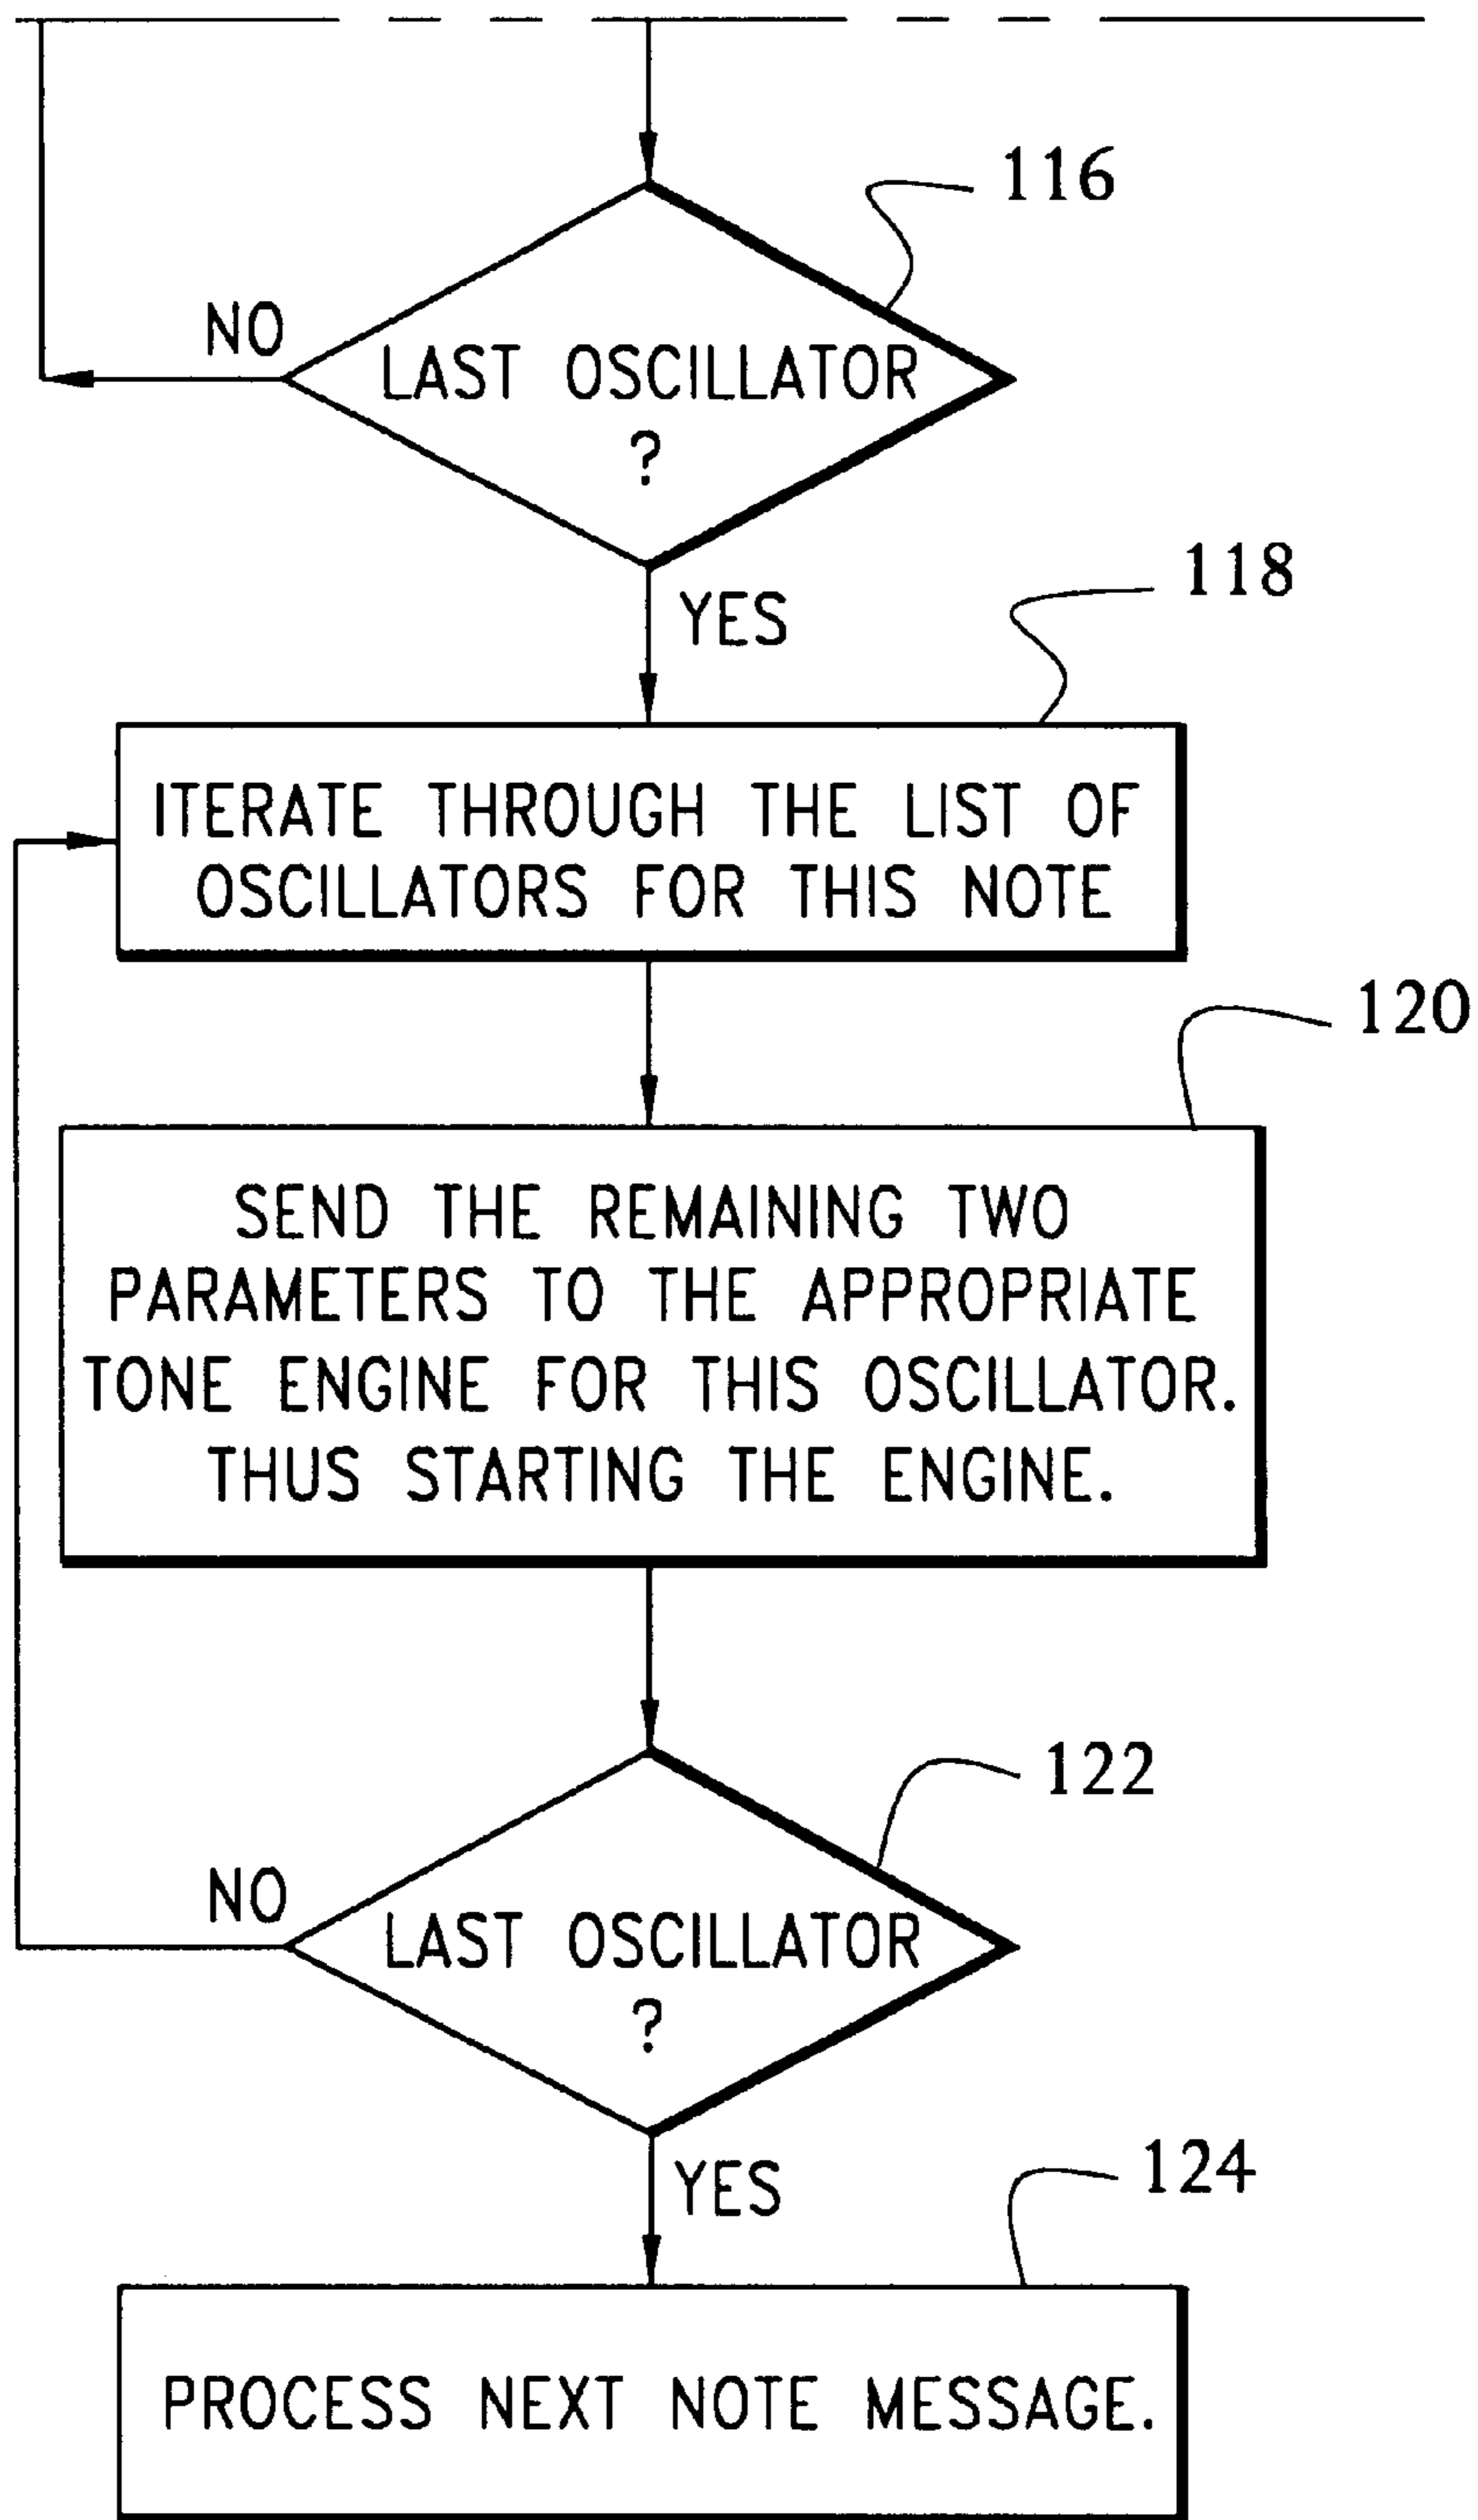 116
NO
LAST OSCILLATOR
?
YES
118
ITERATE THROUGH THE LIST OF
OSCILLATORS FOR THIS NOTE
120
SEND THE REMAINING TWO
PARAMETERS TO THE APPROPRIATE
TONE ENGINE FOR THIS OSCILLATOR.
THUS STARTING THE ENGINE.
122
NO
LAST OSCILLATOR
?
YES
124
PROCESS NEXT NOTE MESSAGE.